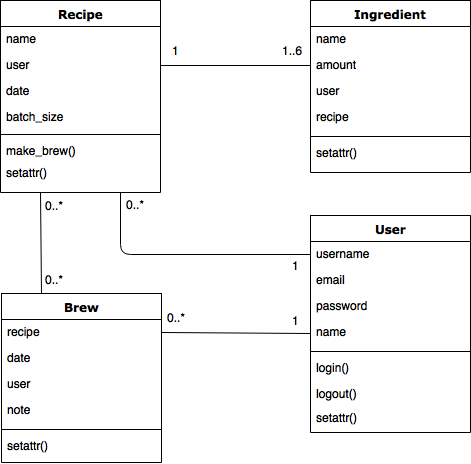 Recipe
name
user
date
batch_size
make_brew()
setattr()
1
1..6
Ingredient
name
amount
user
recipe
setattr()
0..*
0..*
0..*
1
User
username
email
password
name
login()
logout()
setattr()
0..*
1
Brew
recipe
date
user
note
setattr()